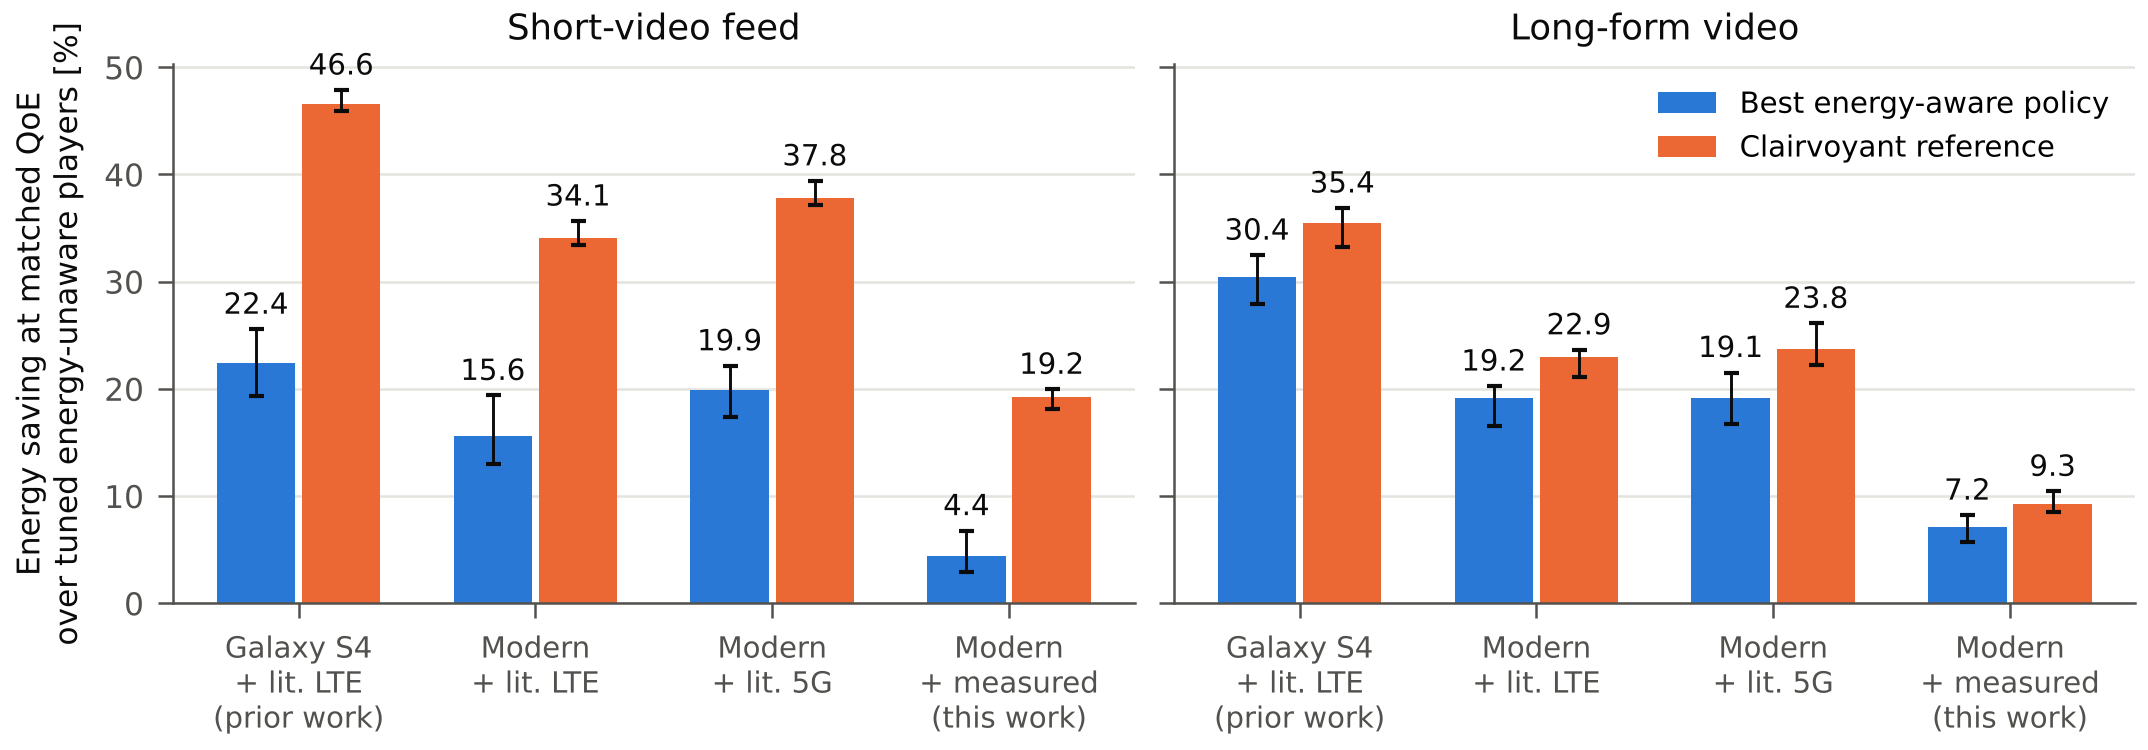 Short-video feed
Long-form video
Energy saving at matched QoE
over tuned energy-unaware players [%]
50
40
30
20
10
0
46.6
22.4
34.1
15.6
37.8
19.9
19.2
4.4
Galaxy S4
+ lit. LTE
(prior work)
Modern
+ lit. LTE
Modern
+ lit. 5G
Modern
+ measured
(this work)
Best energy-aware policy
Clairvoyant reference
30.4
35.4
19.2
22.9
19.1
23.8
7.2
9.3
Galaxy S4
+ lit. LTE
(prior work)
Modern
+ lit. LTE
Modern
+ lit. 5G
Modern
+ measured
(this work)